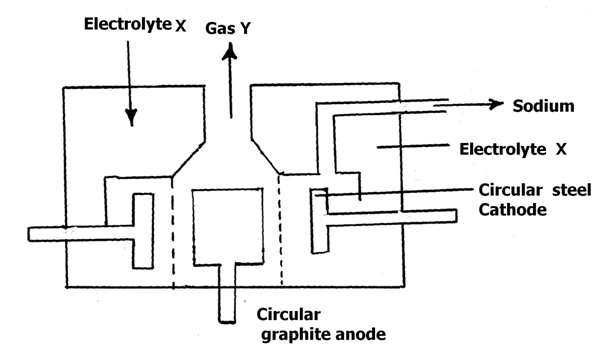 Electrolyte X
Gas Y
Sodium
Electrolyte X
Circular steel
Cathode
Circular
graphite anode